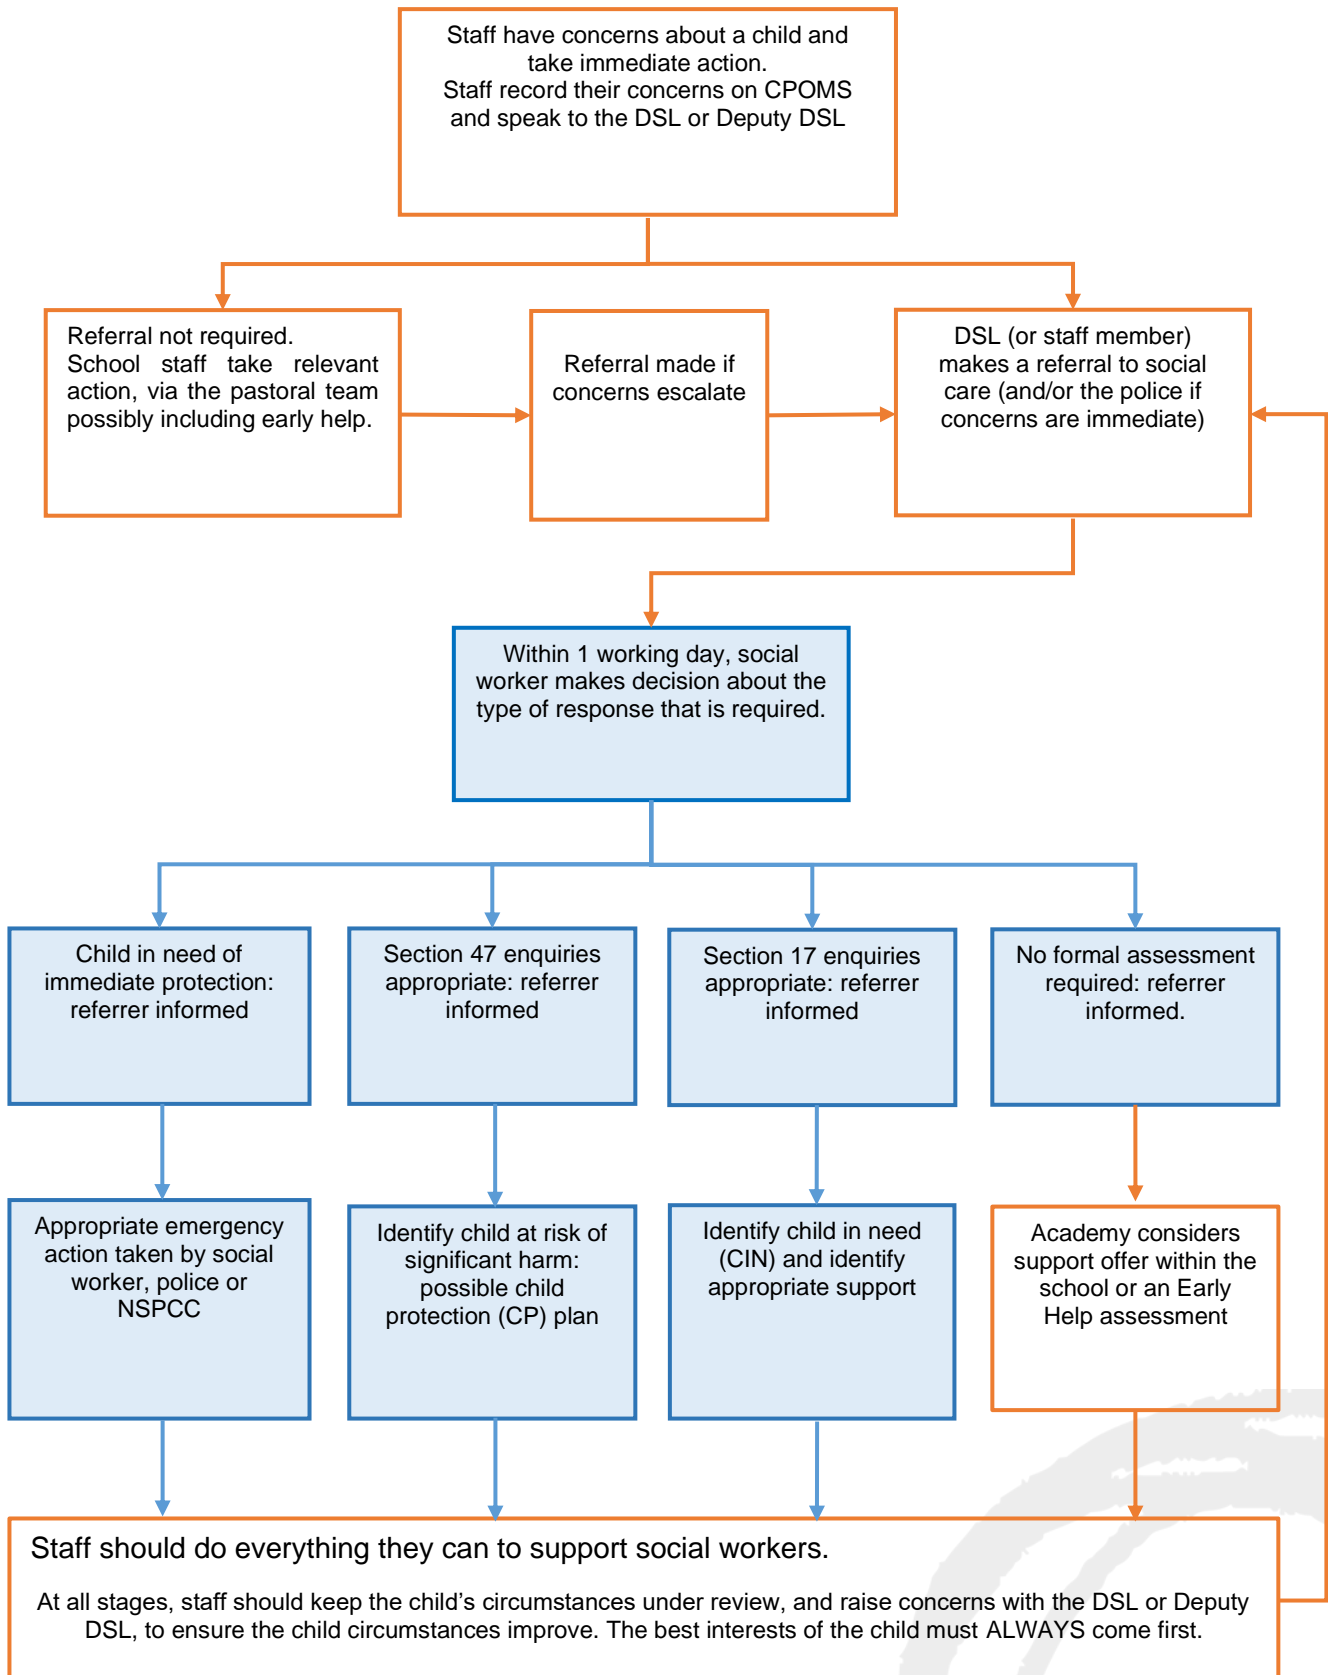 Staff have concerns about a child and
take immediate action.
Staff record their concerns on CPOMS
and speak to the DSL or Deputy DSL
Referral not required.
School staff take relevant
action, via the pastoral team
possibly including early help.
Referral made if
concerns escalate
DSL (or staff member)
makes a referral to social
care (and/or the police if
concerns are immediate)
Within 1 working day, social
worker makes decision about the
type of response that is required.
Child in need of
immediate protection:
referrer informed
Section 47 enquiries
appropriate: referrer
informed
Section 17 enquiries
appropriate: referrer
informed
No formal assessment
required: referrer
informed.
Appropriate emergency
action taken by social
worker, police or
NSPCC
Identify child at risk of
significant harm:
possible child
protection (CP) plan
Identify child in need
(CIN) and identify
appropriate support
Academy considers
support offer within the
school or an Early
Help assessment
Staff should do everything they can to support social workers.
At all stages, staff should keep the child’s circumstances under review, and raise concerns with the DSL or Deputy
DSL, to ensure the child circumstances improve. The best interests of the child must ALWAYS come first.